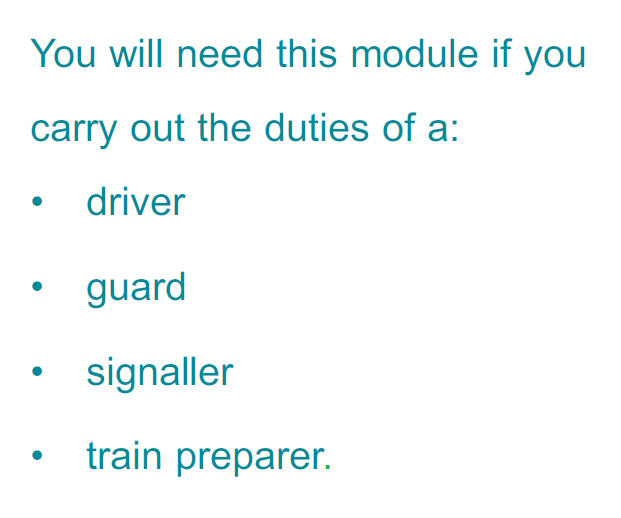 You will need this module if you
carry out the duties of a:
• driver
• guard
• signaller
• train preparer.